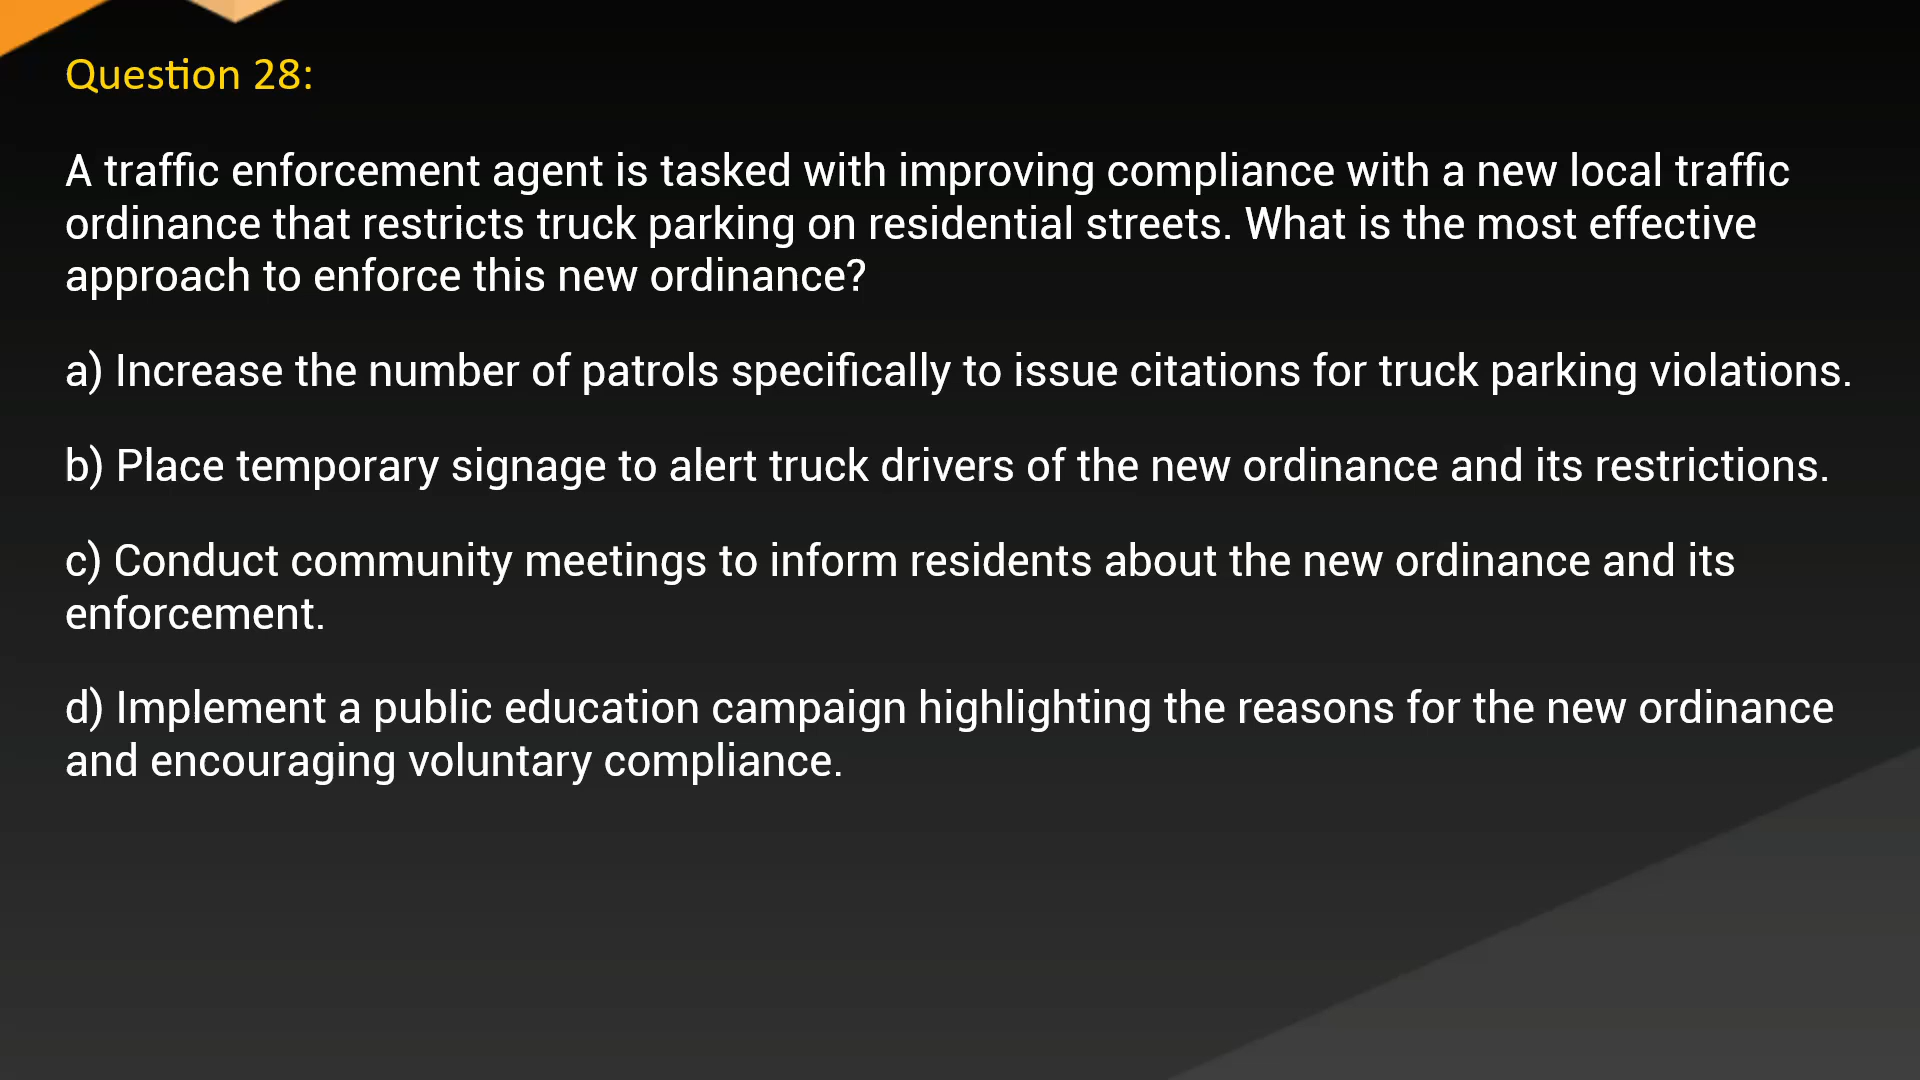 Question 28:
A traffic enforcement agent is tasked with improving compliance with a new local traffic
ordinance that restricts truck parking on residential streets. What is the most effective
approach to enforce this new ordinance?
a) Increase the number of patrols specifically to issue citations for truck parking violations.
b) Place temporary signage to alert truck drivers of the new ordinance and its restrictions.
c) Conduct community meetings to inform residents about the new ordinance and its
enforcement.
d) Implement a public education campaign highlighting the reasons for the new ordinance
and encouraging voluntary compliance.